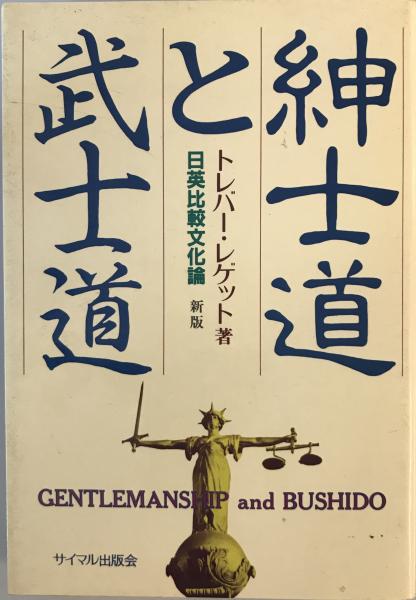 紳士道
と
武士道
トレバー・レゲット著
日英比較文化論
新版
GENTLEMANSHIP and BUSHIDO
サイマル出版会